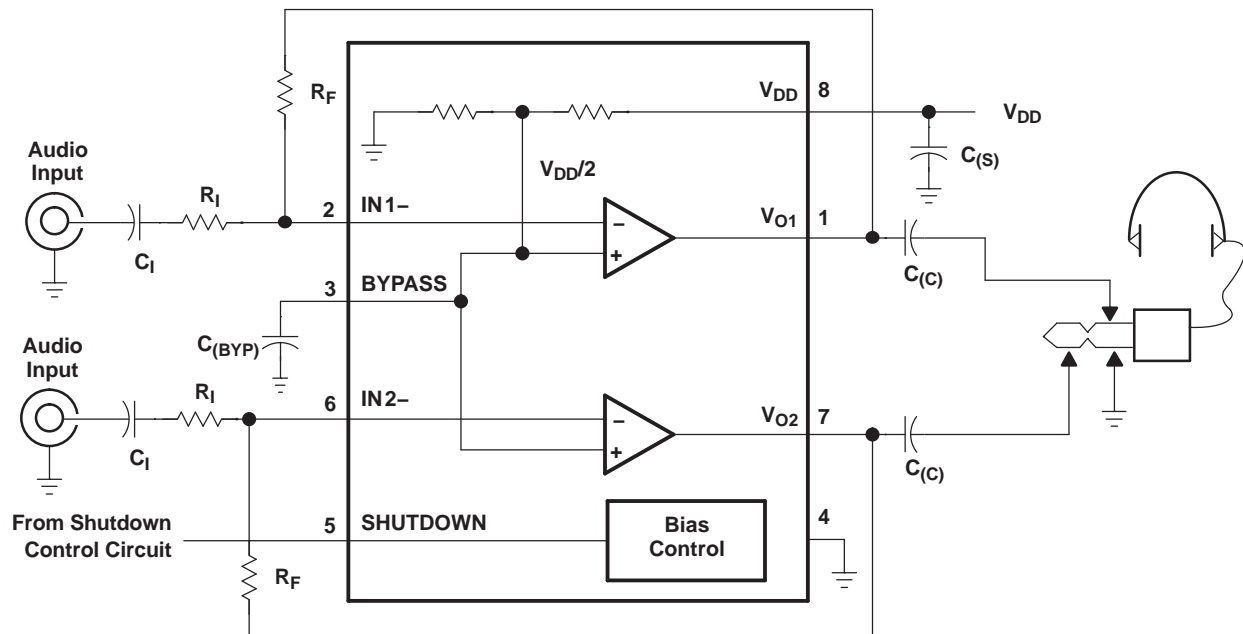 R_F
V_DD
8
V_DD
Audio
Input
C_(S)
V_DD/2
R_I
2
IN1–
V_O1
1
–
+
C_I
C_(C)
BYPASS
3
Audio
Input
C_(BYP)
R_I
6
IN2–
V_O2
7
–
+
C_I
C_(C)
From Shutdown
Control Circuit
5
SHUTDOWN
Bias
Control
4
R_F